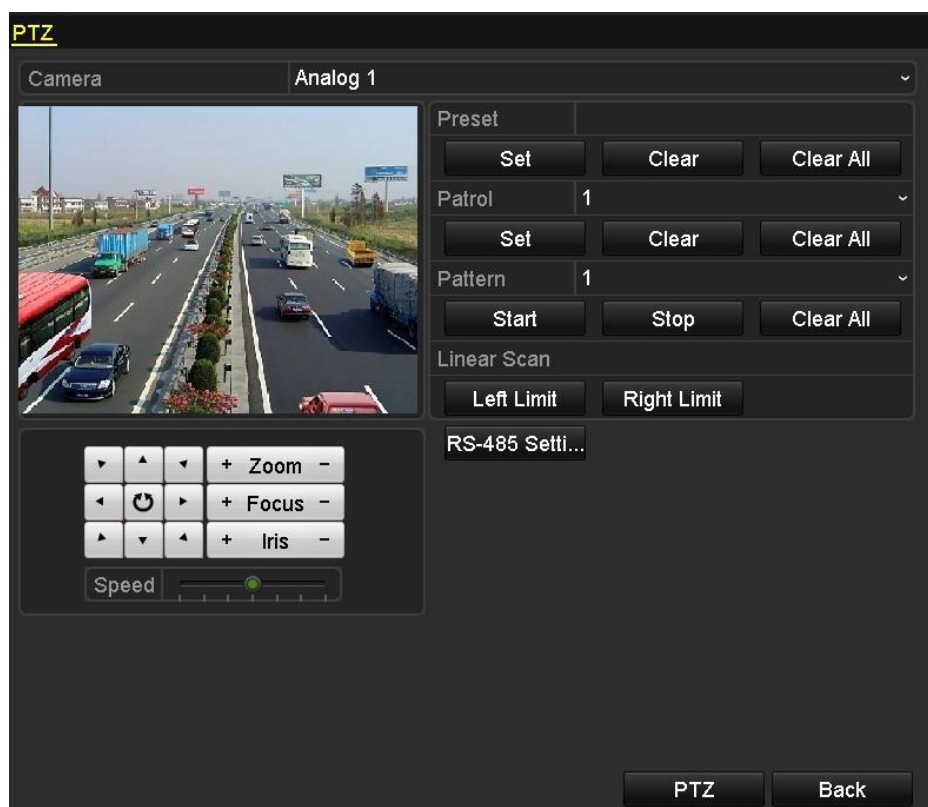 PTZ
Camera Analog 1
Preset
Set Clear Clear All
Patrol 1
Set Clear Clear All
Pattern 1
Start Stop Clear All
Linear Scan
Left Limit Right Limit
RS-485 Setti...
+ Zoom -
+ Focus -
+ Iris -
Speed
PTZ Back